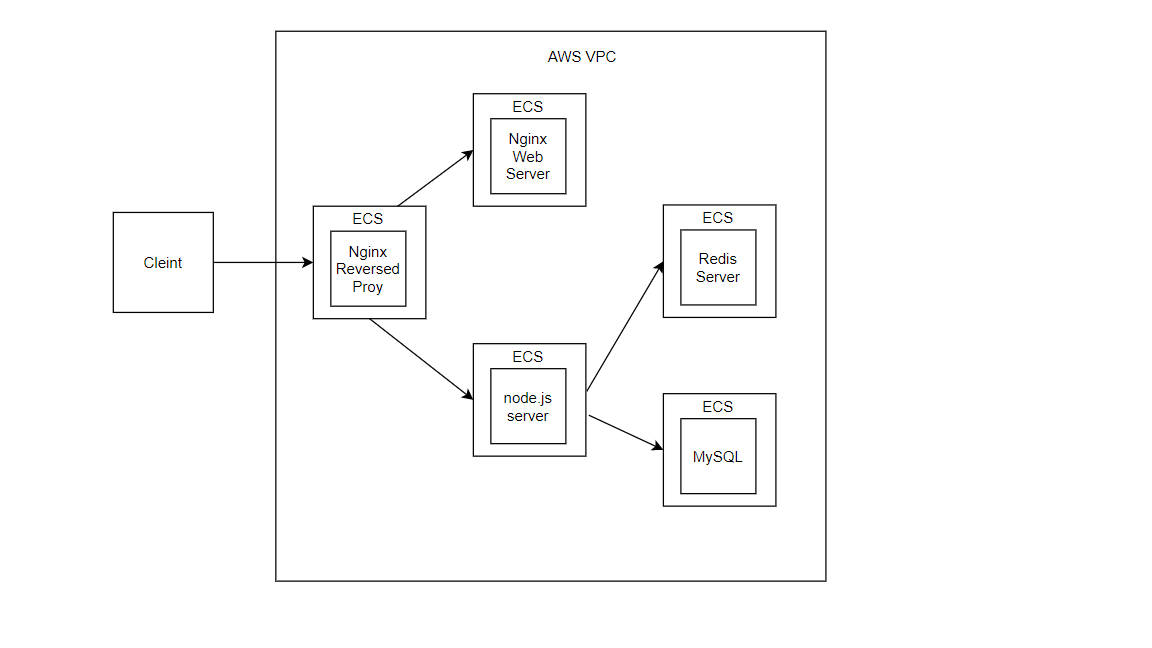 AWS VPC
ECS
Nginx
Web
Server
Cleint
ECS
Nginx
Reversed
Proy
ECS
Redis
Server
ECS
node.js
server
ECS
MySQL